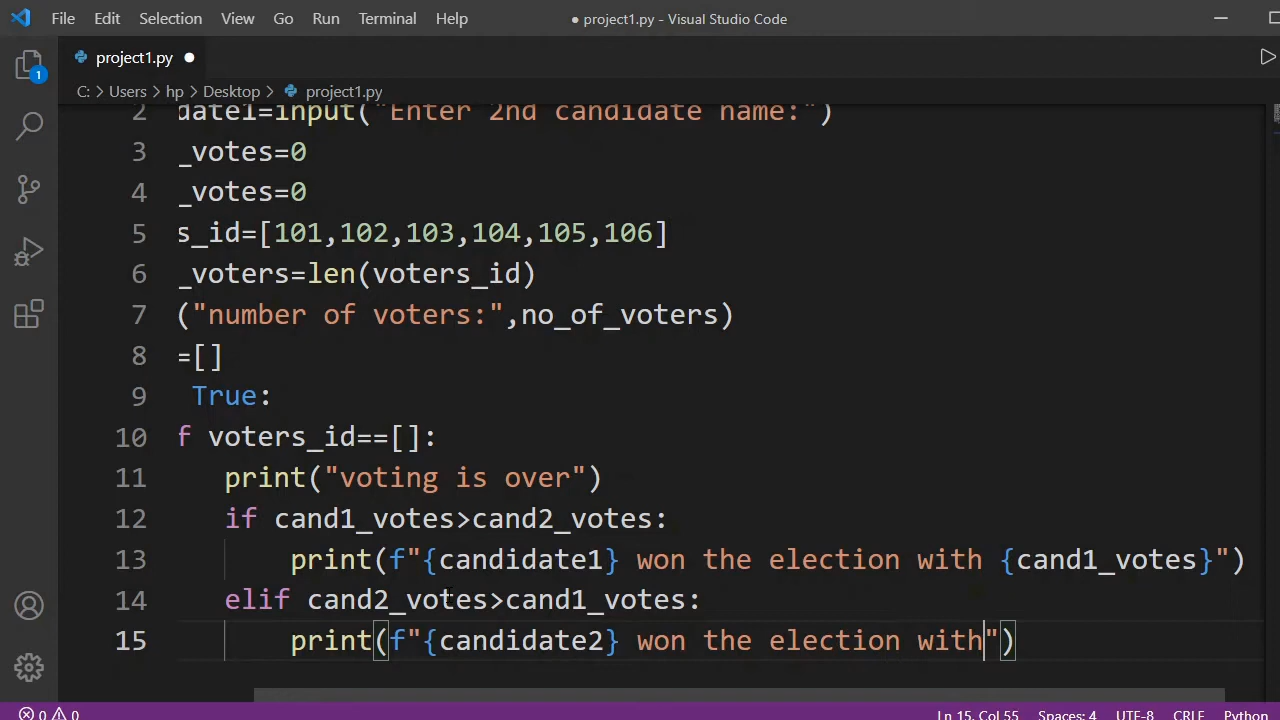 File Edit Selection View Go Run Terminal Help ● project1.py - Visual Studio Code
project1.py ●
1
C: > Users > hp > Desktop > project1.py
2 date1=input("Enter 2nd candidate name:")
3 _votes=0
4 _votes=0
5 s_id=[101,102,103,104,105,106]
6 _voters=len(voters_id)
7 ("number of voters:",no_of_voters)
8 =[]
9 True:
10 f voters_id==[]:
11 print("voting is over")
12 if cand1_votes>cand2_votes:
13 print(f"{candidate1} won the election with {cand1_votes}")
14 elif cand2_votes>cand1_votes:
15 print(f"{candidate2} won the election with")
0 0 Ln 15, Col 55 Spaces: 4 UTF-8 CRLF Python